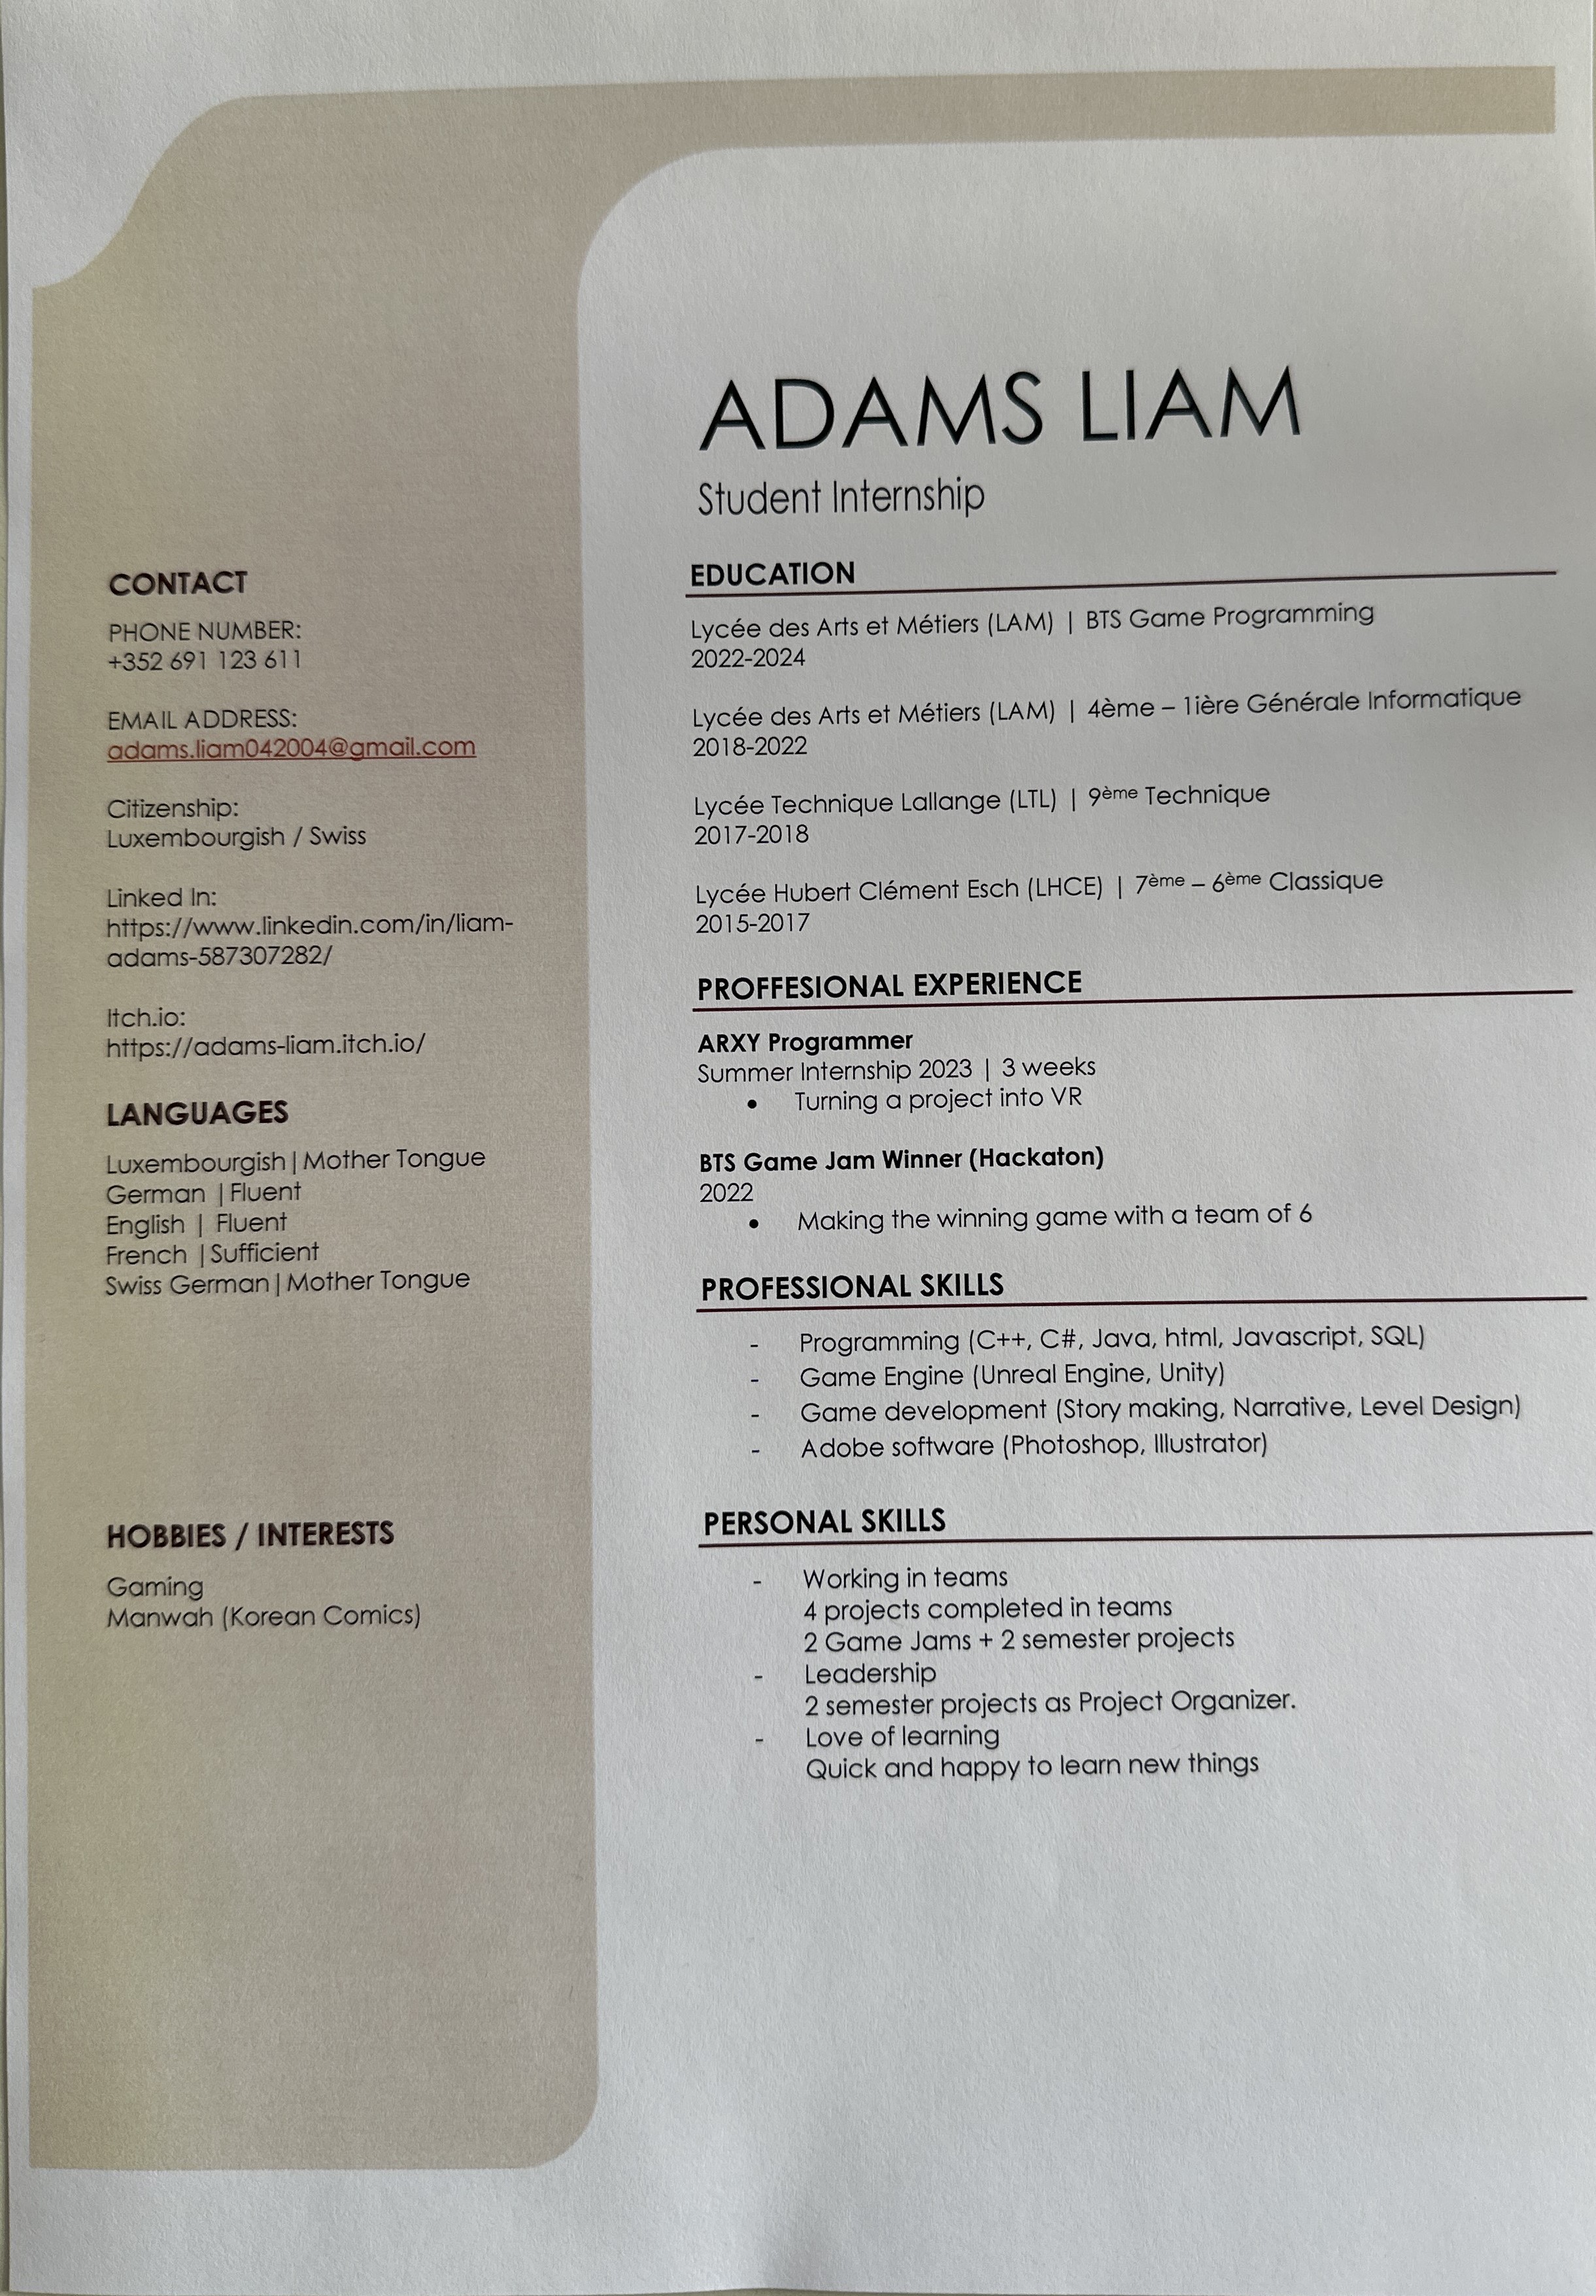 ADAMS LIAM
Student Internship
CONTACT
PHONE NUMBER:
+352 691 123 611
EMAIL ADDRESS:
adams.liam042004@gmail.com
Citizenship:
Luxembourgish / Swiss
Linked In:
https://www.linkedin.com/in/liam-
adams-587307282/
Itch.io:
https://adams-liam.itch.io/
LANGUAGES
Luxembourgish|Mother Tongue
German |Fluent
English | Fluent
French |Sufficient
Swiss German|Mother Tongue
HOBBIES / INTERESTS
Gaming
Manwah (Korean Comics)
EDUCATION
Lycée des Arts et Métiers (LAM) | BTS Game Programming
2022-2024
Lycée des Arts et Métiers (LAM) | 4ème – 1ière Générale Informatique
2018-2022
Lycée Technique Lallange (LTL) | 9ème Technique
2017-2018
Lycée Hubert Clément Esch (LHCE) | 7ème – 6ème Classique
2015-2017
PROFFESIONAL EXPERIENCE
ARXY Programmer
Summer Internship 2023 | 3 weeks
• Turning a project into VR
BTS Game Jam Winner (Hackaton)
2022
• Making the winning game with a team of 6
PROFESSIONAL SKILLS
- Programming (C++, C#, Java, html, Javascript, SQL)
- Game Engine (Unreal Engine, Unity)
- Game development (Story making, Narrative, Level Design)
- Adobe software (Photoshop, Illustrator)
PERSONAL SKILLS
- Working in teams
4 projects completed in teams
2 Game Jams + 2 semester projects
- Leadership
2 semester projects as Project Organizer.
- Love of learning
Quick and happy to learn new things